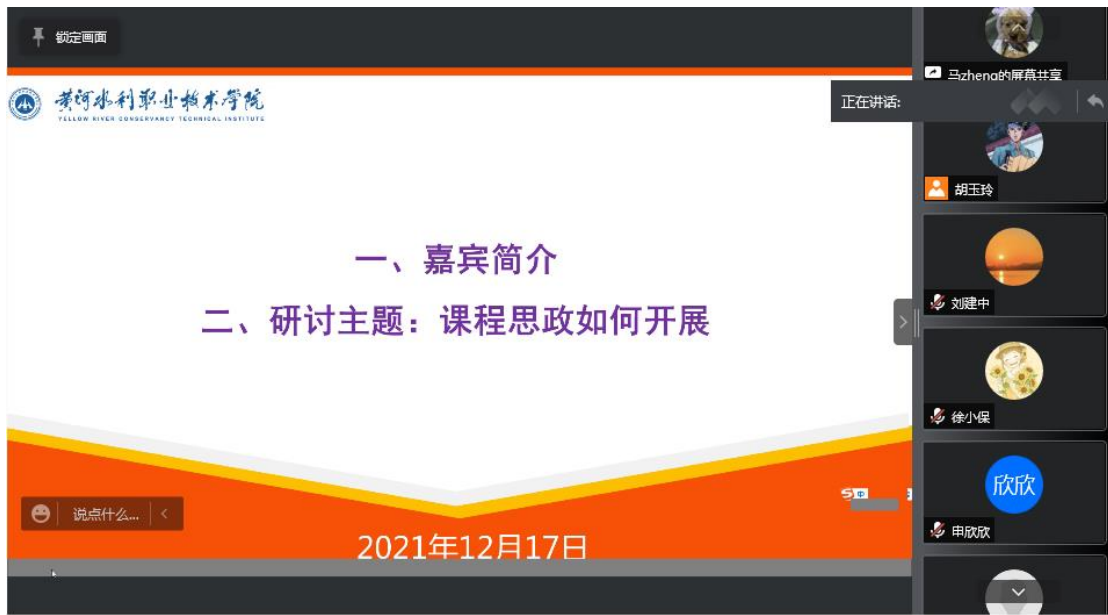 锁定画面
黄河水利职业技术学院
YELLOW RIVER CONSERVANCY TECHNICAL INSTITUTE
一、嘉宾简介
二、研讨主题：课程思政如何开展
说点什么...
2021年12月17日
中
马zheng的屏幕共享
正在讲话:
胡玉玲
刘建中
徐小保
欣欣
申欣欣